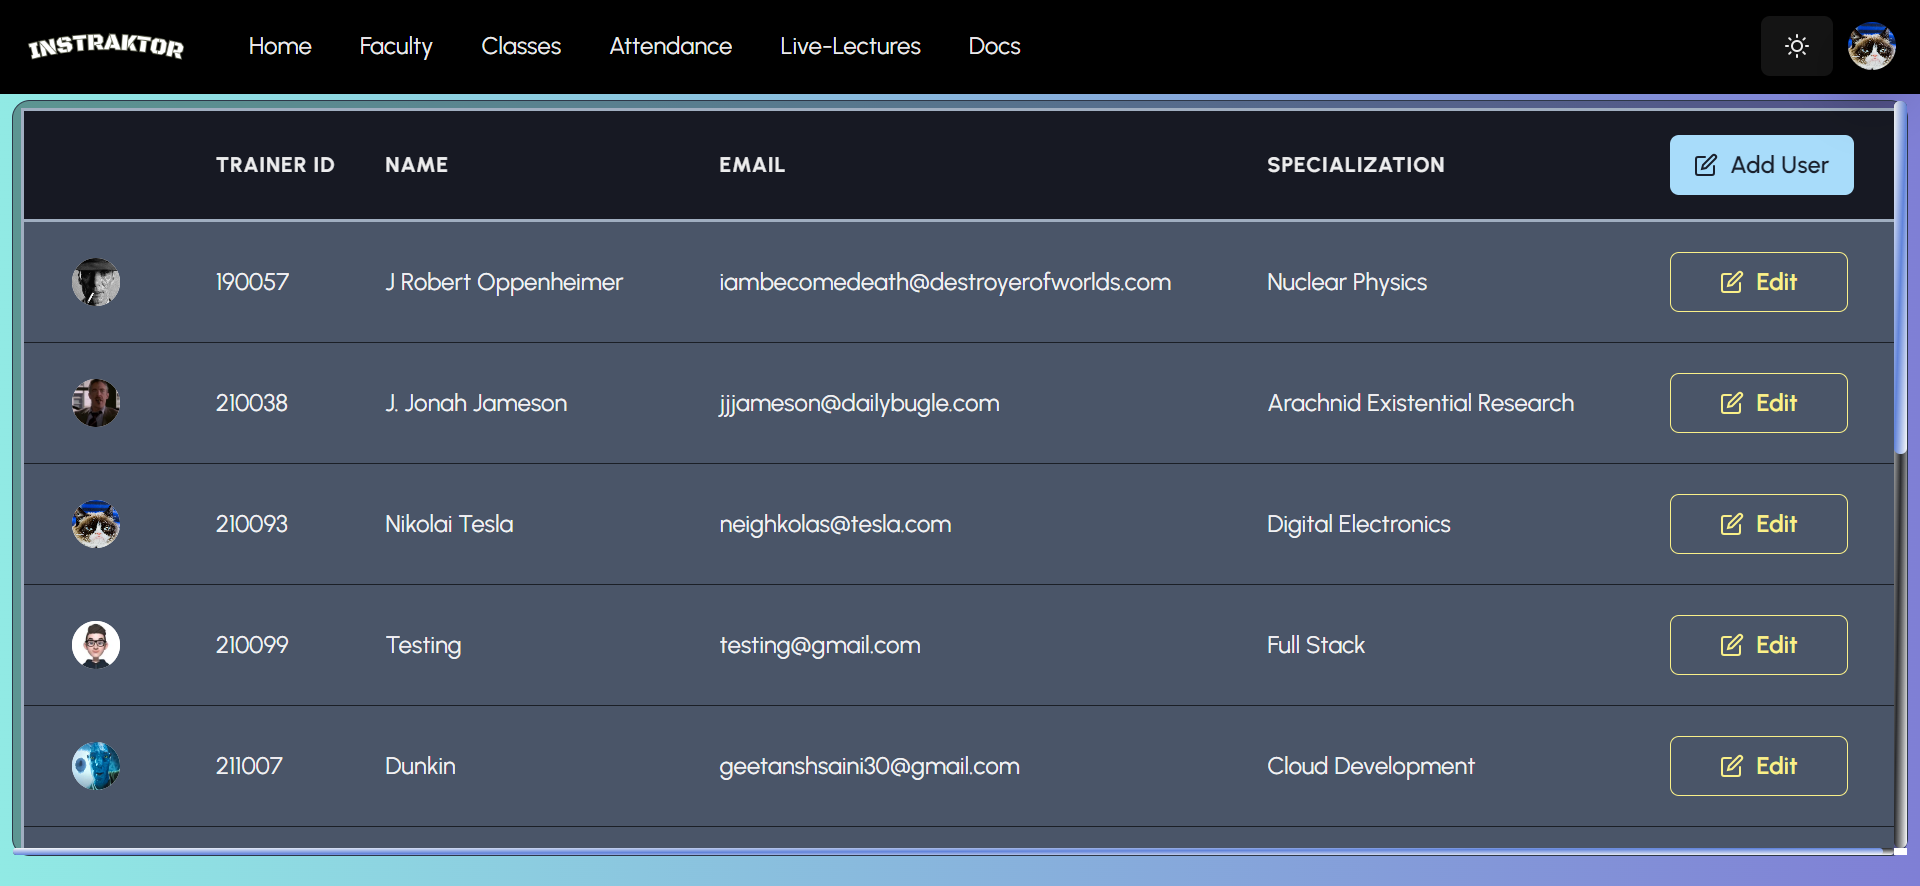 INSTRAKTOR Home Faculty Classes Attendance Live-Lectures Docs
TRAINER ID NAME EMAIL SPECIALIZATION Add User
190057 J Robert Oppenheimer iambecomedeath@destroyerofworlds.com Nuclear Physics Edit
210038 J. Jonah Jameson jjjameson@dailybugle.com Arachnid Existential Research Edit
210093 Nikolai Tesla neighkolas@tesla.com Digital Electronics Edit
210099 Testing testing@gmail.com Full Stack Edit
211007 Dunkin geetanshsaini30@gmail.com Cloud Development Edit